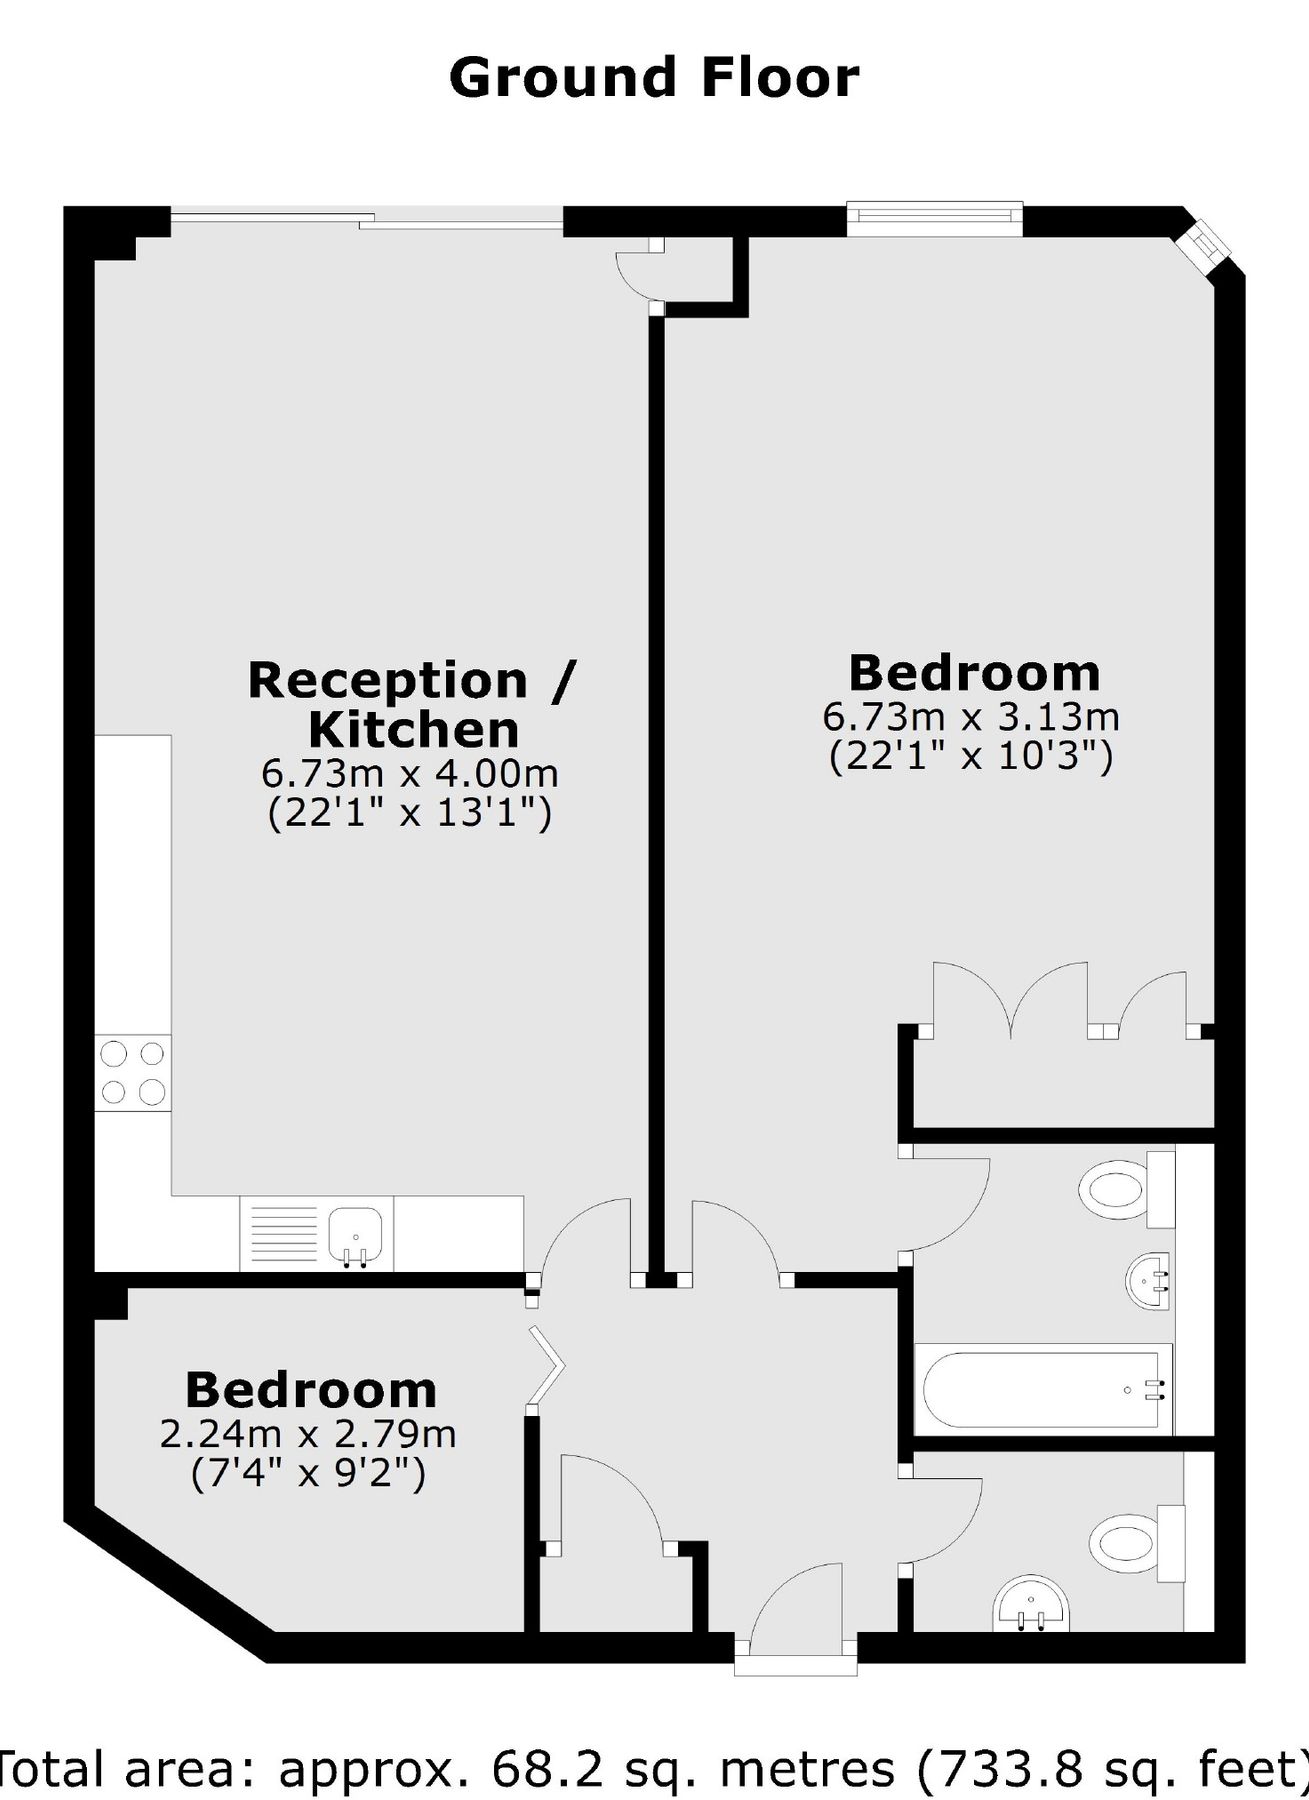 Ground Floor
Reception /
Kitchen
6.73m x 4.00m
(22'1" x 13'1")
Bedroom
6.73m x 3.13m
(22'1" x 10'3")
Bedroom
2.24m x 2.79m
(7'4" x 9'2")
Total area: approx. 68.2 sq. metres (733.8 sq. feet)